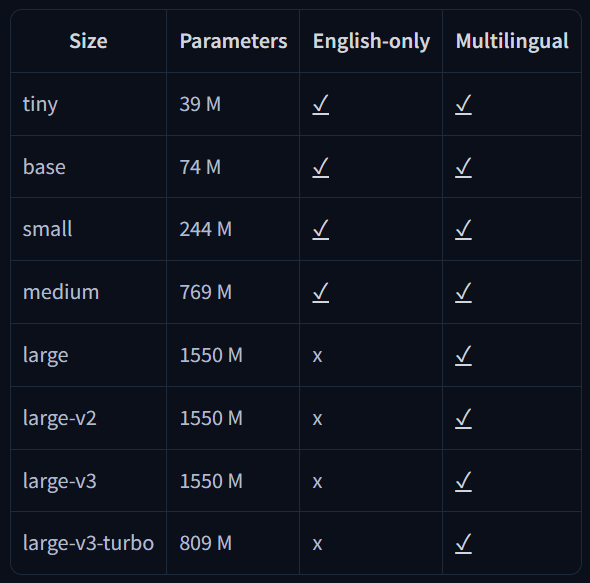 Size Parameters English-only Multilingual
tiny 39 M ✓ ✓
base 74 M ✓ ✓
small 244 M ✓ ✓
medium 769 M ✓ ✓
large 1550 M x ✓
large-v2 1550 M x ✓
large-v3 1550 M x ✓
large-v3-turbo 809 M x ✓